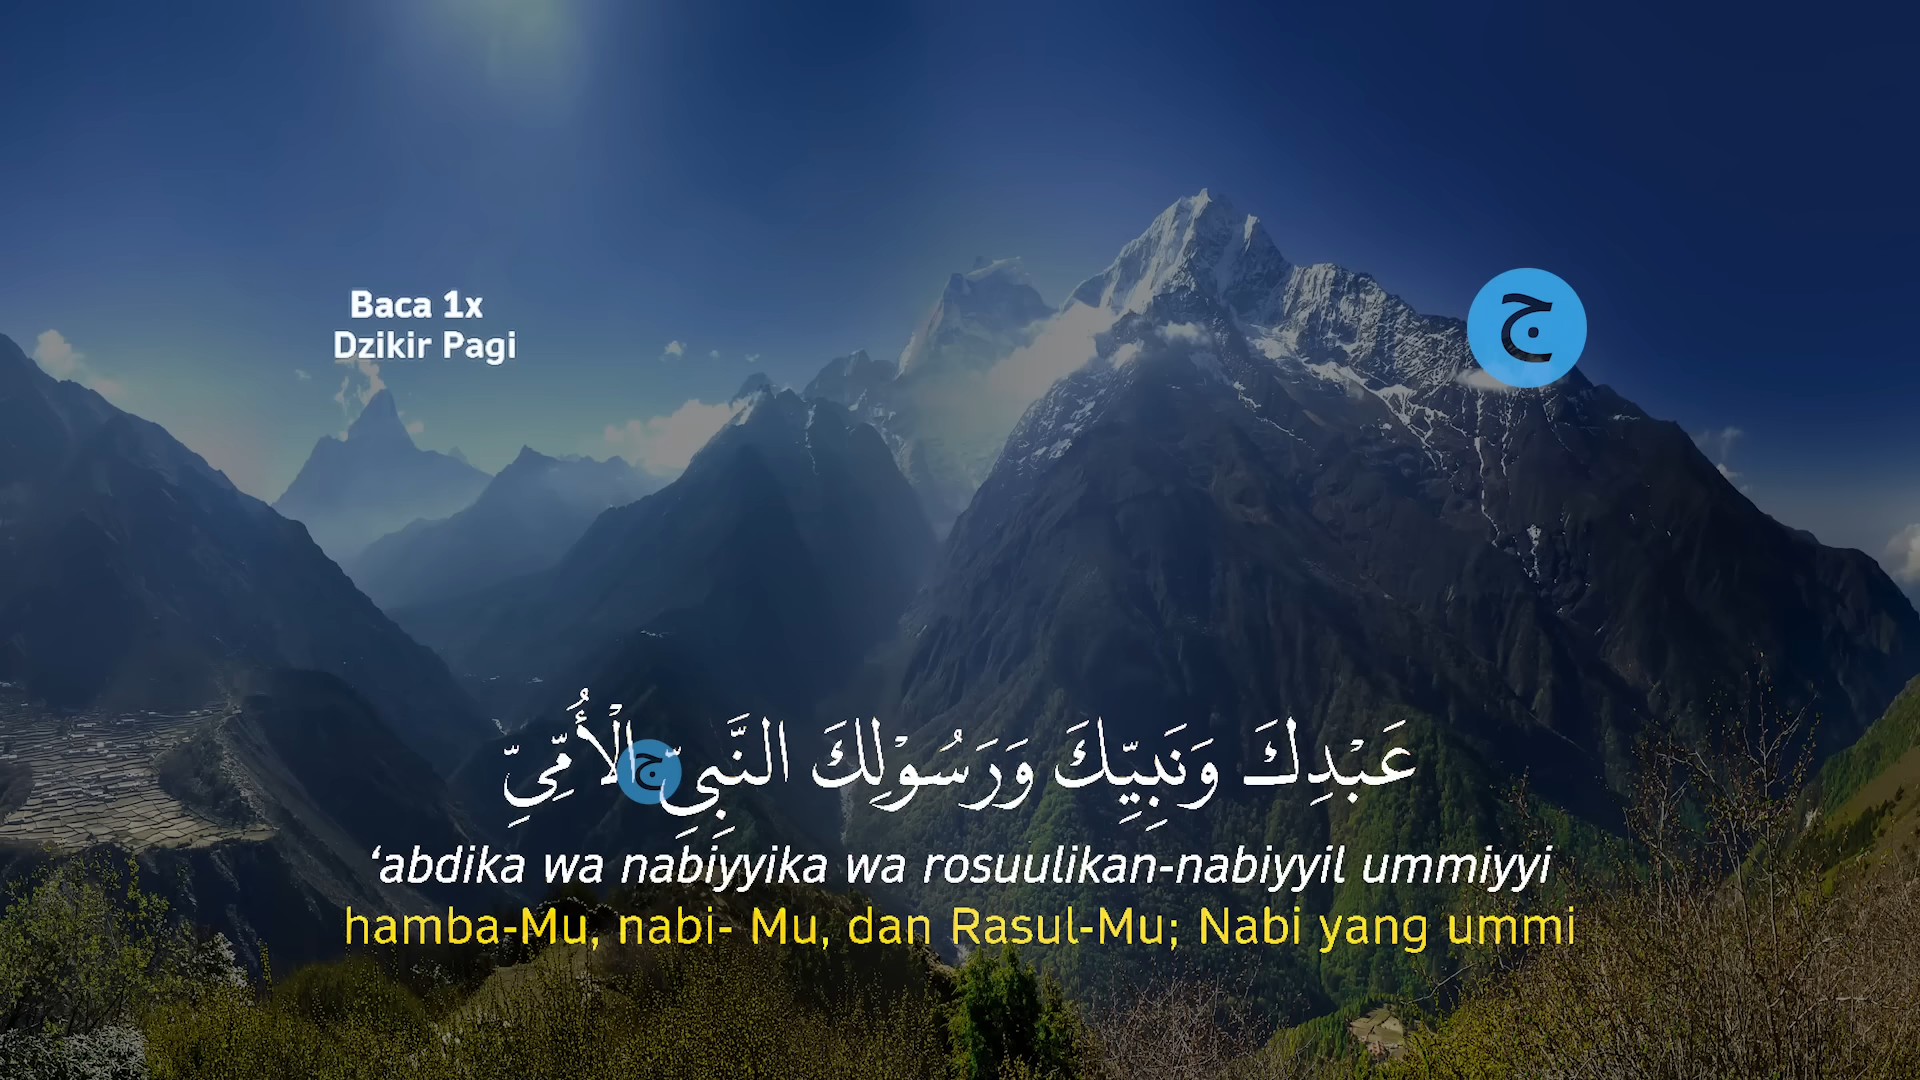 Baca 1x
Dzikir Pagi
ج
عَبْدِكَ وَنَبِيِّكَ وَرَسُوْلِكَ النَّبِيِّ الْأُمِّيِّ
ج
‘abdika wa nabiyyika wa rosuulikan-nabiyyil ummiyyi
hamba-Mu, nabi- Mu, dan Rasul-Mu; Nabi yang ummi